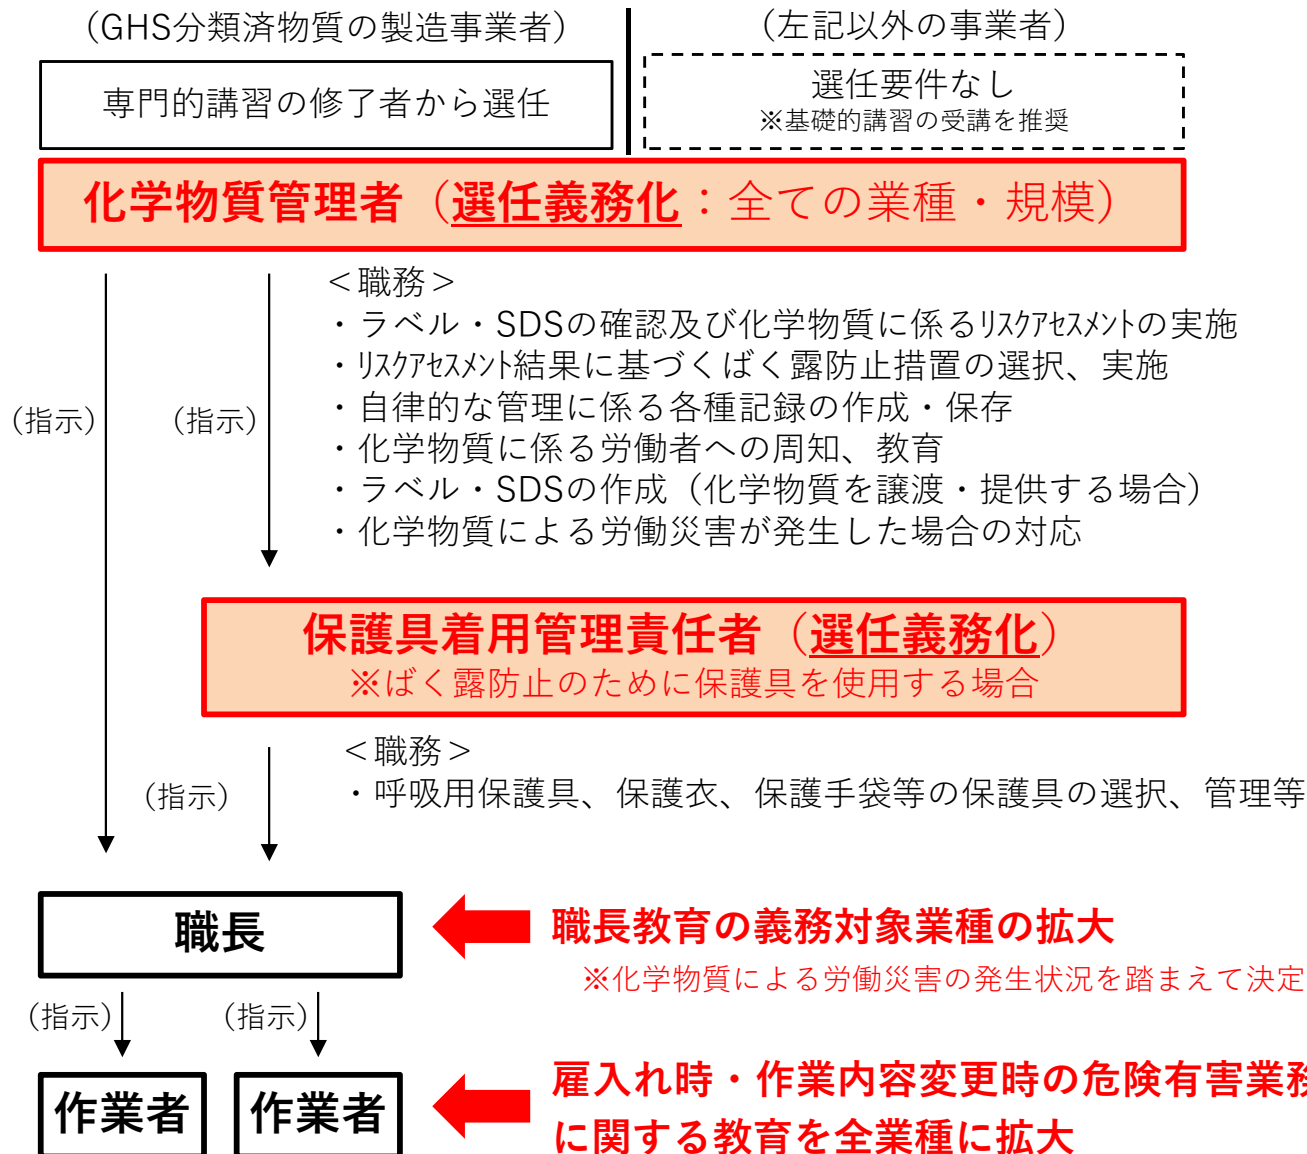 （GHS分類済物質の製造事業者）
（左記以外の事業者）
専門的講習の修了者から選任
選任要件なし
※基礎的講習の受講を推奨
化学物質管理者（選任義務化：全ての業種・規模）
＜職務＞
・ラベル・SDSの確認及び化学物質に係るﾘｽｸｱｾｽﾒﾝﾄの実施
・ﾘｽｸｱｾｽﾒﾝﾄ結果に基づくばく露防止措置の選択、実施
・自律的な管理に係る各種記録の作成・保存
・化学物質に係る労働者への周知、教育
・ラベル・SDSの作成（化学物質を譲渡・提供する場合）
・化学物質による労働災害が発生した場合の対応
（指示）
（指示）
保護具着用管理責任者（選任義務化）
※ばく露防止のために保護具を使用する場合
＜職務＞
・呼吸用保護具、保護衣、保護手袋等の保護具の選択、管理等
（指示）
職長
職長教育の義務対象業種の拡大
※化学物質による労働災害の発生状況を踏まえて決定
（指示）
（指示）
作業者
作業者
雇入れ時・作業内容変更時の危険有害業務
に関する教育を全業種に拡大